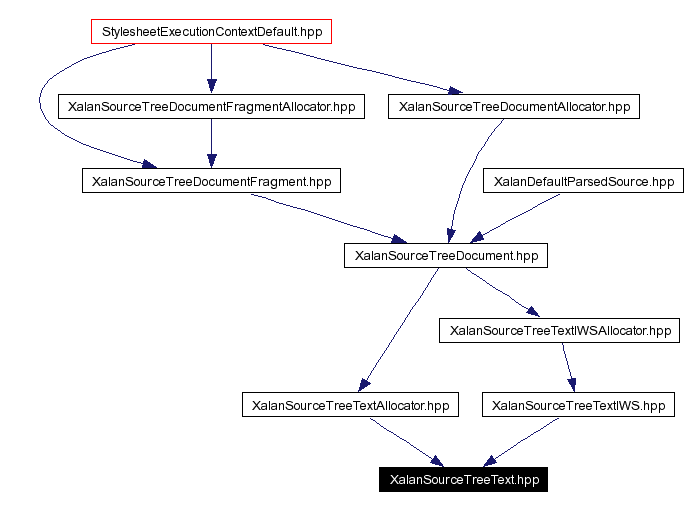 StylesheetExecutionContextDefault.hpp
XalanSourceTreeDocumentFragmentAllocator.hpp
XalanSourceTreeDocumentAllocator.hpp
XalanSourceTreeDocumentFragment.hpp
XalanDefaultParsedSource.hpp
XalanSourceTreeDocument.hpp
XalanSourceTreeTextIWSAllocator.hpp
XalanSourceTreeTextAllocator.hpp
XalanSourceTreeTextIWS.hpp
XalanSourceTreeText.hpp